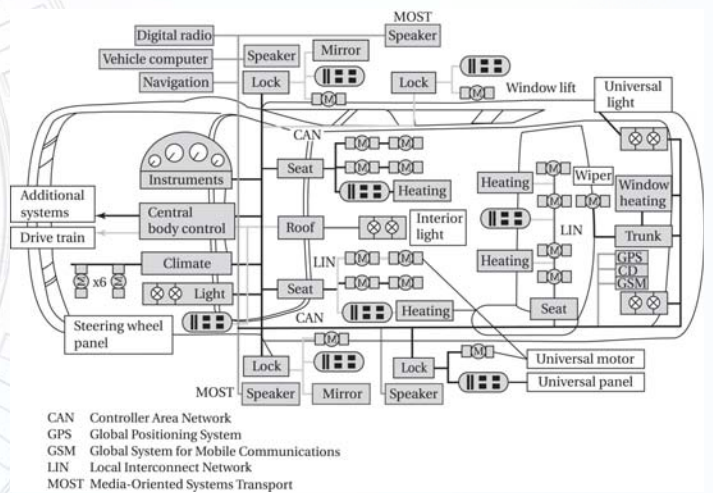 MOST
Digital radio
Speaker
Vehicle computer
Speaker
Mirror
Navigation
Lock
Lock
M
M
Window lift
Universal
light
CAN
M M
Instruments
Seat
M M
Heating
Heating
M
Wiper
M
M
Window
heating
Additional
systems
Central
body control
Roof
Interior
light
LIN
Trunk
Drive train
M
GPS
Climate
LIN
M M
Heating
CD
x6
M M
Light
Seat
M M
M
GSM
CAN
Heating
Seat
Steering wheel
panel
M
Lock
Lock
M
Universal motor
MOST
Speaker
Mirror
Speaker
Universal panel
CAN Controller Area Network
GPS Global Positioning System
GSM Global System for Mobile Communications
LIN Local Interconnect Network
MOST Media-Oriented Systems Transport